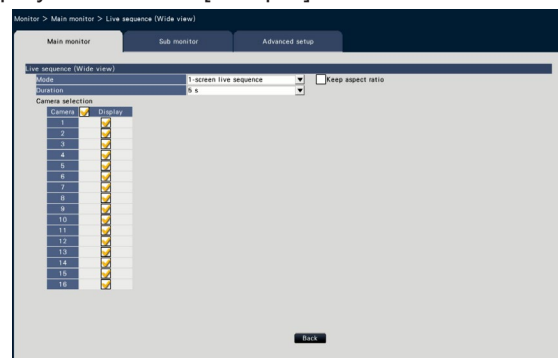 Monitor > Main monitor > Live sequence (Wide view)
Main monitor Sub monitor Advanced setup
Live sequence (Wide view)
Mode 1-screen live sequence Keep aspect ratio
Duration 5 s
Camera selection
Camera Display
1
2
3
4
5
6
7
8
9
10
11
12
13
14
15
16
Back